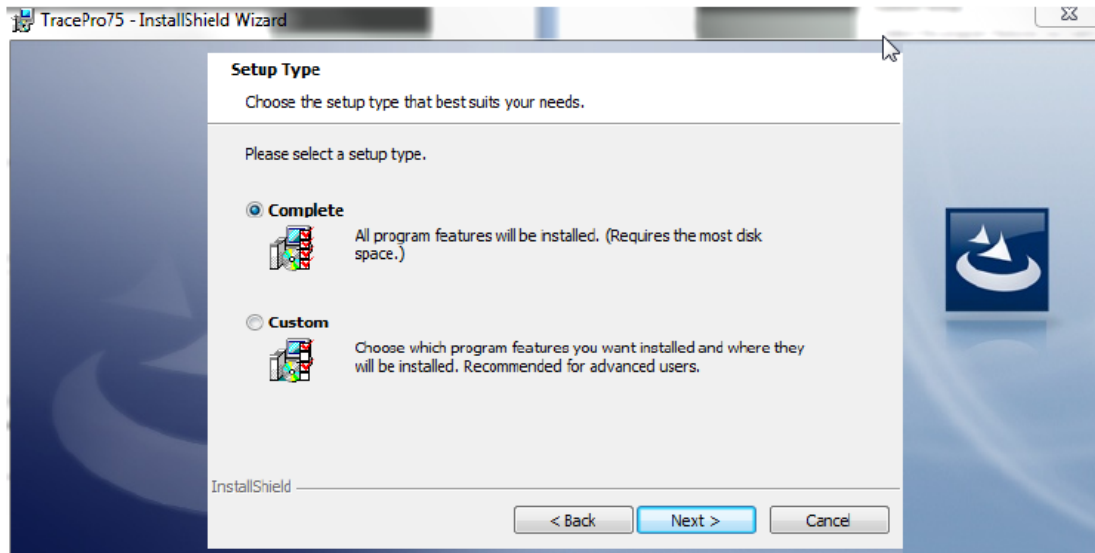 TracePro75 - InstallShield Wizard
Setup Type
Choose the setup type that best suits your needs.
Please select a setup type.
Complete
All program features will be installed. (Requires the most disk
space.)
Custom
Choose which program features you want installed and where they
will be installed. Recommended for advanced users.
InstallShield
< Back
Next >
Cancel